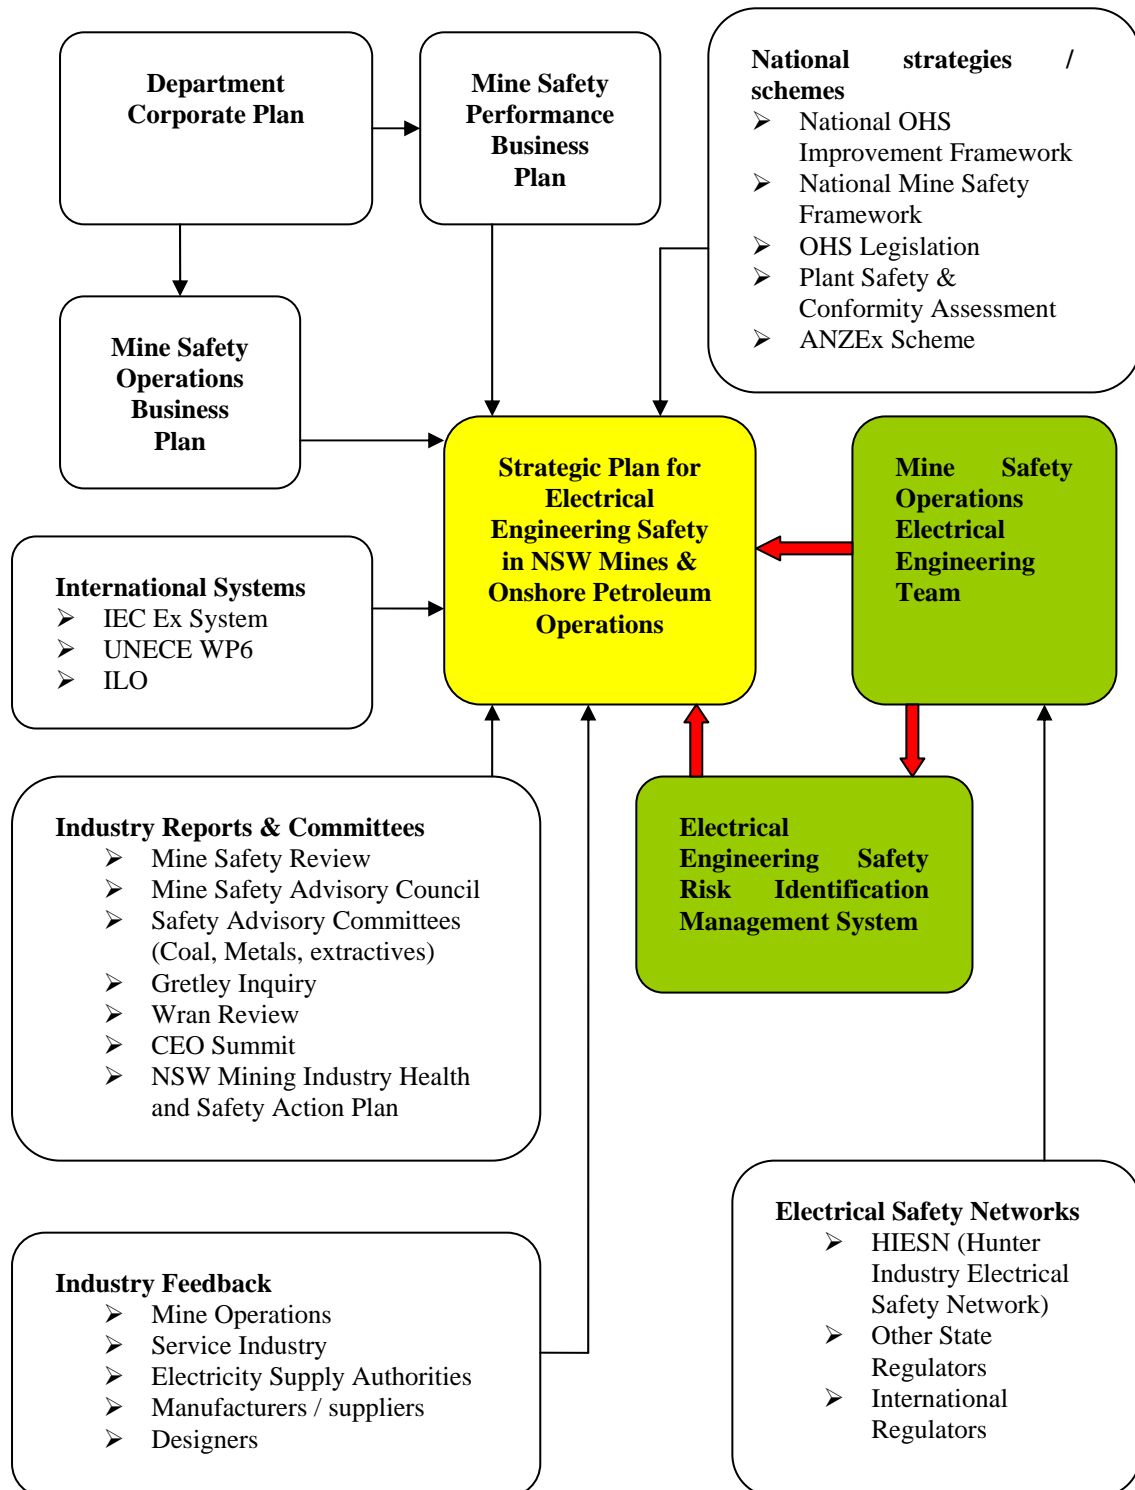 Department
Corporate Plan
Mine Safety
Performance
Business
Plan
National strategies /
schemes
➢ National OHS
Improvement Framework
➢ National Mine Safety
Framework
➢ OHS Legislation
➢ Plant Safety &
Conformity Assessment
➢ ANZEx Scheme
Mine Safety
Operations
Business
Plan
Strategic Plan for
Electrical
Engineering Safety
in NSW Mines &
Onshore Petroleum
Operations
Mine Safety
Operations
Electrical
Engineering
Team
International Systems
➢ IEC Ex System
➢ UNECE WP6
➢ ILO
Industry Reports & Committees
➢ Mine Safety Review
➢ Mine Safety Advisory Council
➢ Safety Advisory Committees
(Coal, Metals, extractives)
➢ Gretley Inquiry
➢ Wran Review
➢ CEO Summit
➢ NSW Mining Industry Health
and Safety Action Plan
Electrical
Engineering Safety
Risk Identification
Management System
Industry Feedback
➢ Mine Operations
➢ Service Industry
➢ Electricity Supply Authorities
➢ Manufacturers / suppliers
➢ Designers
Electrical Safety Networks
➢ HIESN (Hunter
Industry Electrical
Safety Network)
➢ Other State
Regulators
➢ International
Regulators